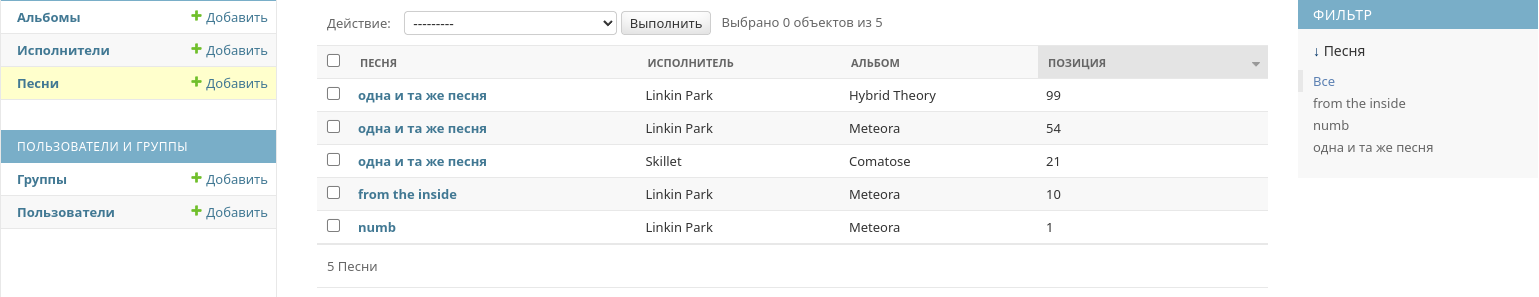 Альбомы Добавить
Исполнители Добавить
Песни Добавить
ПОЛЬЗОВАТЕЛИ И ГРУППЫ
Группы Добавить
Пользователи Добавить
Действие: --------- Выполнить Выбрано 0 объектов из 5
ПЕСНЯ ИСПОЛНИТЕЛЬ АЛЬБОМ ПОЗИЦИЯ
одна и та же песня Linkin Park Hybrid Theory 99
одна и та же песня Linkin Park Meteora 54
одна и та же песня Skillet Comatose 21
from the inside Linkin Park Meteora 10
numb Linkin Park Meteora 1
5 Песни
ФИЛЬТР
↓ Песня
Все
from the inside
numb
одна и та же песня